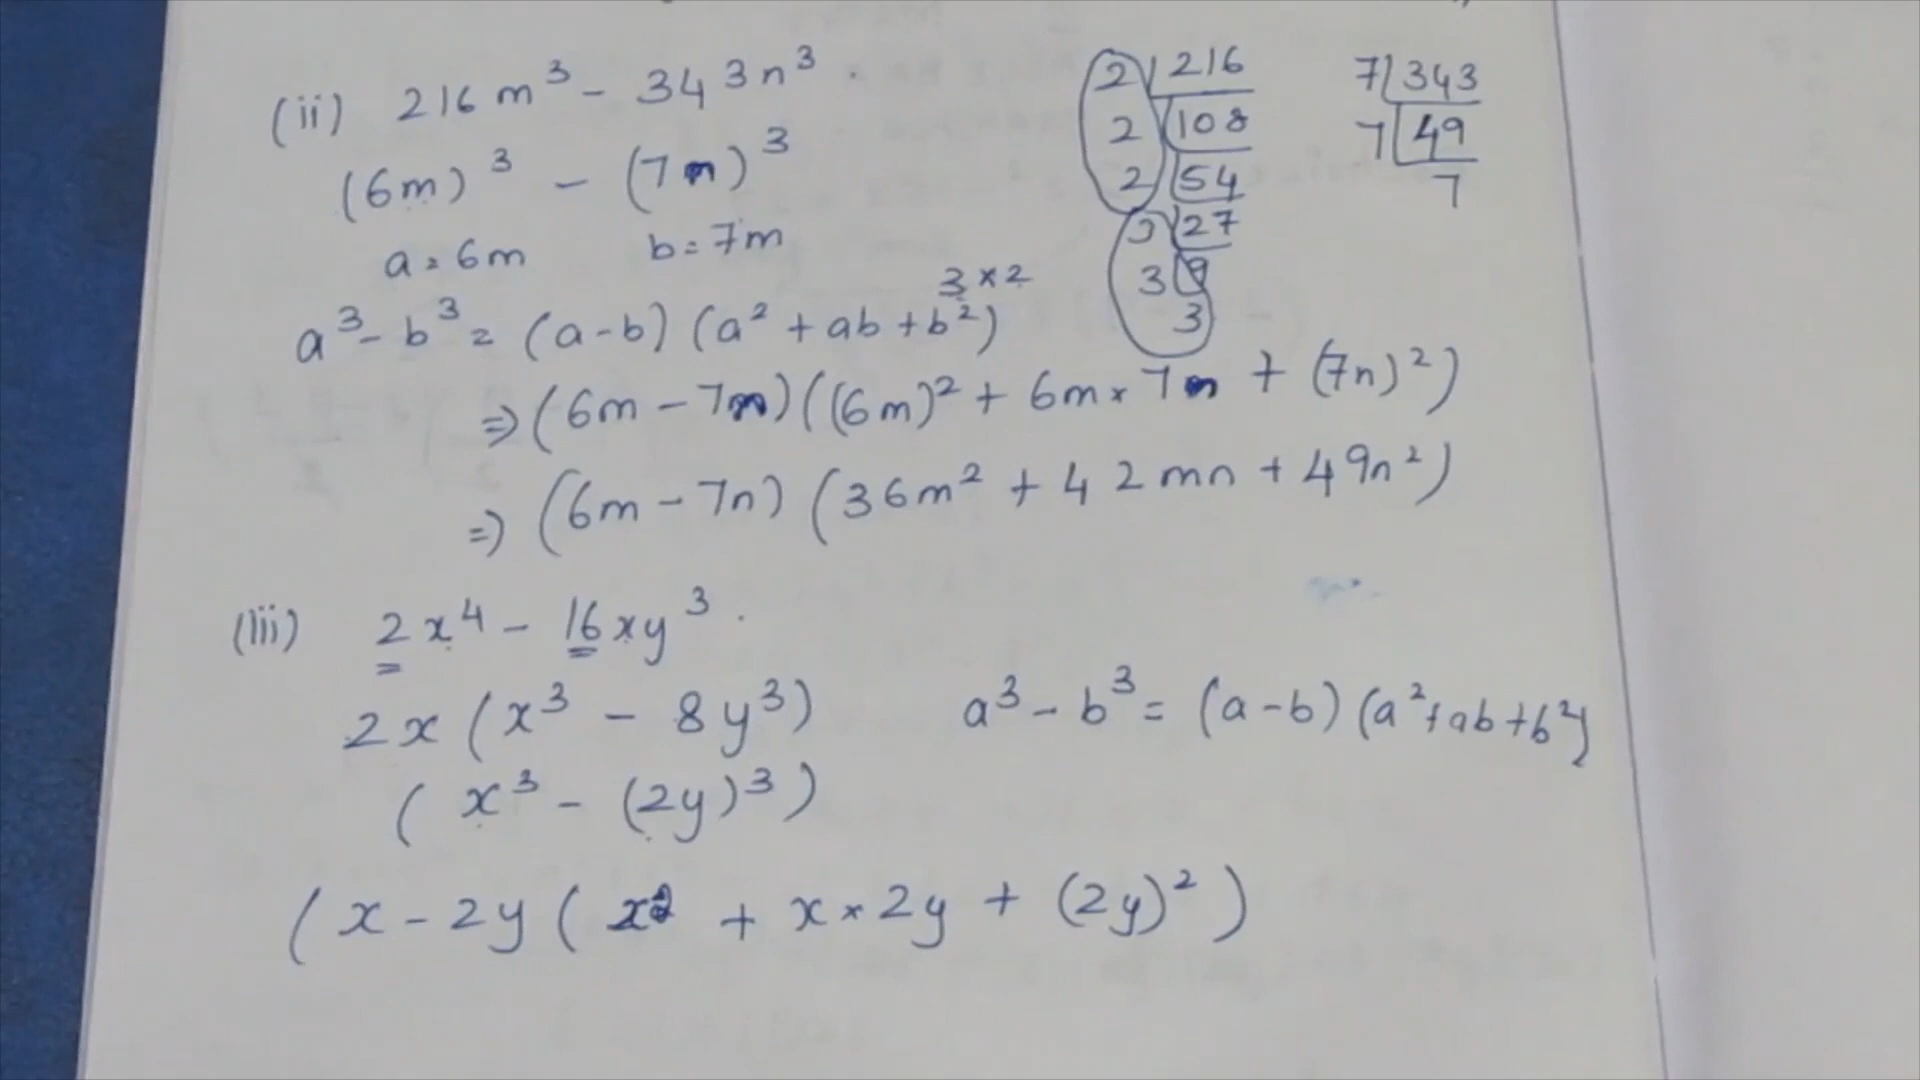 (ii) 216m³ - 343n³.
(6m)³ - (7n)³
a=6m b=7m
3×2
a³-b³= (a-b) (a²+ab+b²)
⇒(6m-7n)((6m)²+6m×7n+(7n)²)
⇒(6m-7n)(36m²+42mn+49n²)
2|216
2|108
2|54
3|27
3|9
3
7|343
7|49
7
(iii) 2x⁴-16xy³.
2x(x³-8y³)
(x³-(2y)³)
a³-b³=(a-b)(a²+ab+b²)
(x-2y(x²+x×2y+(2y)²)